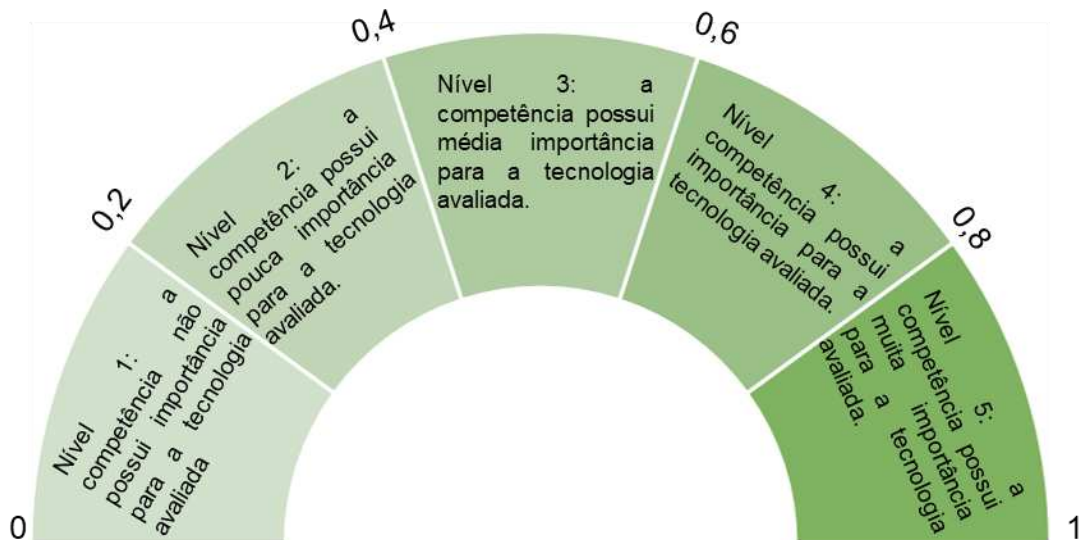 0
0,2
0,4
0,6
0,8
1
Nível 1: a
competência não
possui importância
para a tecnologia
avaliada
Nível 2: a
competência possui
pouca importância
para a tecnologia
avaliada.
Nível 3: a
competência possui
média importância
para a tecnologia
avaliada.
Nível 4: a
competência possui
importância para a
tecnologia avaliada.
Nível 5: a
competência possui
muita importância
para a tecnologia
avaliada.